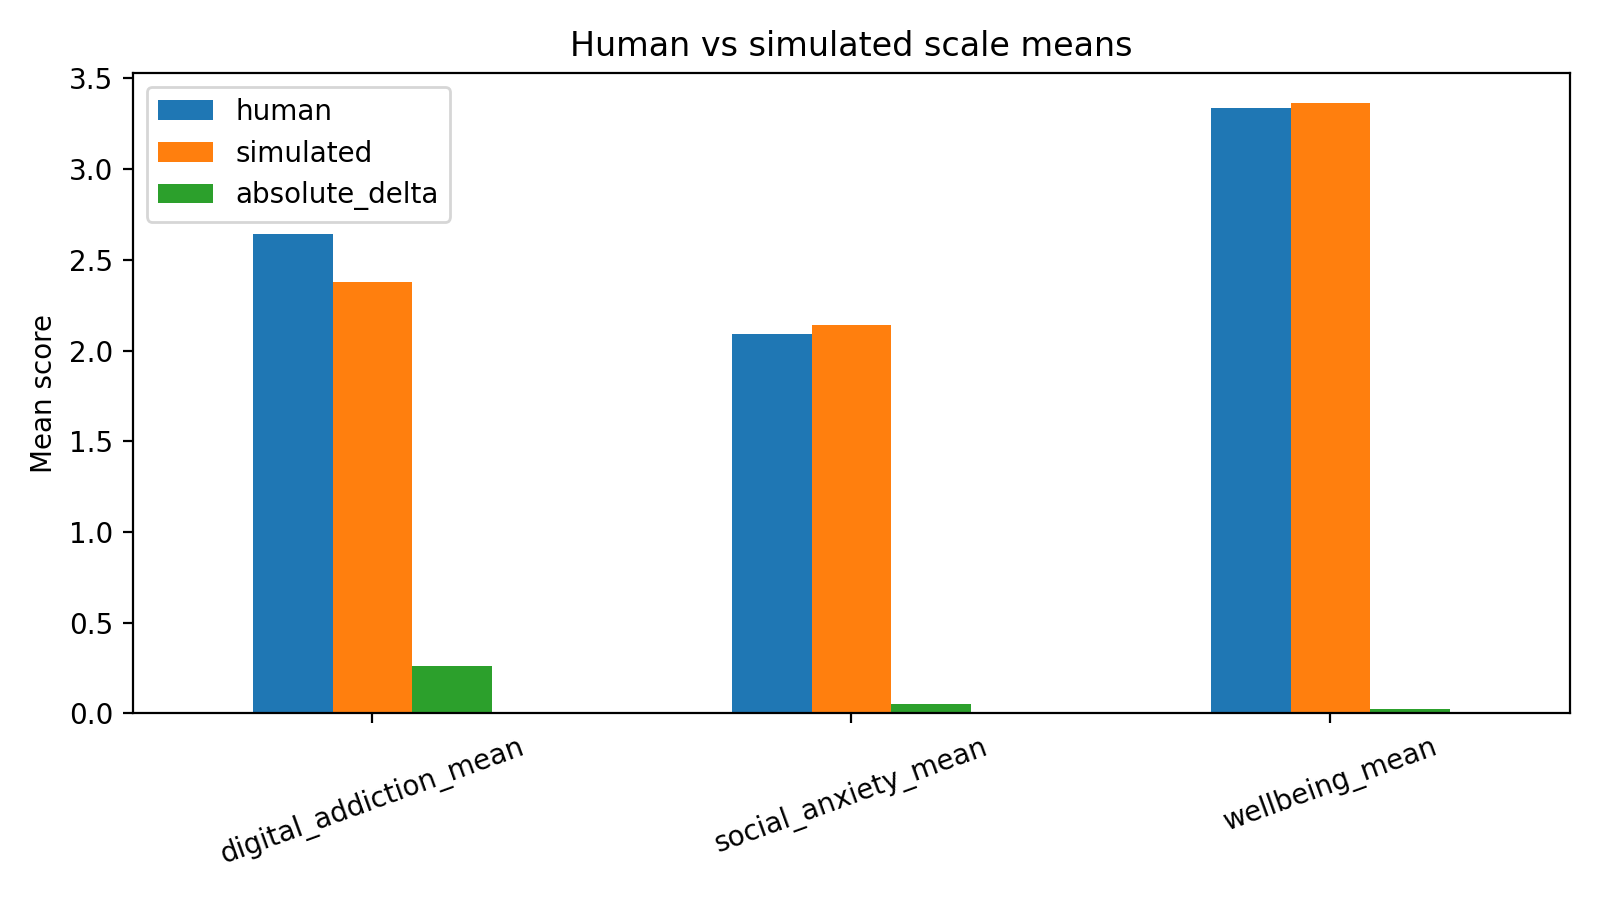 Human vs simulated scale means
human
simulated
absolute_delta
Mean score
3.5
3.0
2.5
2.0
1.5
1.0
0.5
0.0
digital_addiction_mean
social_anxiety_mean
wellbeing_mean